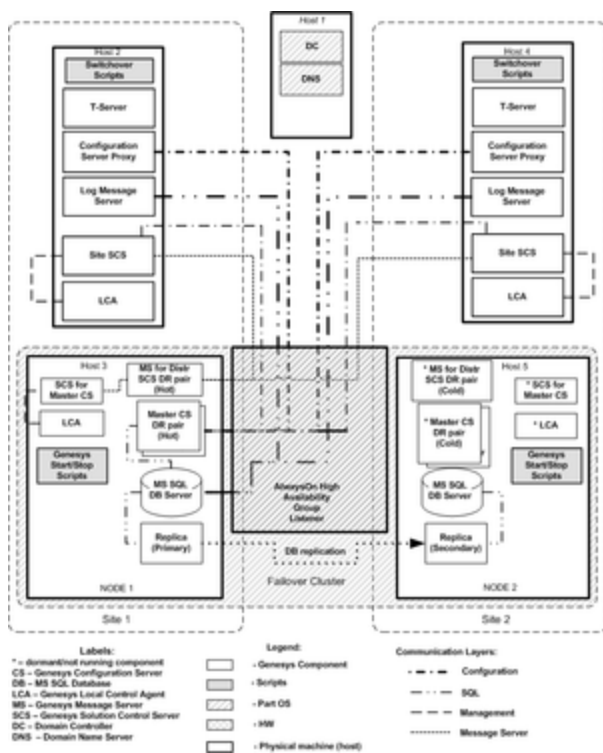 Host 1
DC
DNS
Host 2
Switchover
Scripts
T-Server
Configuration
Server Proxy
Log Message
Server
Site SCS
LCA
Host 4
Switchover
Scripts
T-Server
Configuration
Server Proxy
Log Message
Server
Site SCS
LCA
Host 3
SCS for
Master CS
MS for Distr
SCS DR pair
(Hot)
LCA
Master CS
DR pair
(Hot)
Genesys
Start/Stop
Scripts
MS SQL
DB Server
Replica
(Primary)
NODE 1
AlwaysOn High
Availability
Group
Listener
DB replication
Failover Cluster
Host 5
* MS for Distr
SCS DR pair
(Cold)
* SCS for
Master CS
* Master CS
DR pair
(Cold)
* LCA
MS SQL
DB Server
Genesys
Start/Stop
Scripts
Replica
(Secondary)
NODE 2
Site 1
Site 2
Labels:
* – dormant/not running component
CS – Genesys Configuration Server
DB – MS SQL Database
LCA – Genesys Local Control Agent
MS – Genesys Message Server
SCS – Genesys Solution Control Server
DC – Domain Controller
DNS – Domain Name Server
Legend:
- Genesys Component
- Scripts
- Part OS
- HW
- Physical machine (host)
Communication Layers:
Configuration
SQL
Management
Message Server